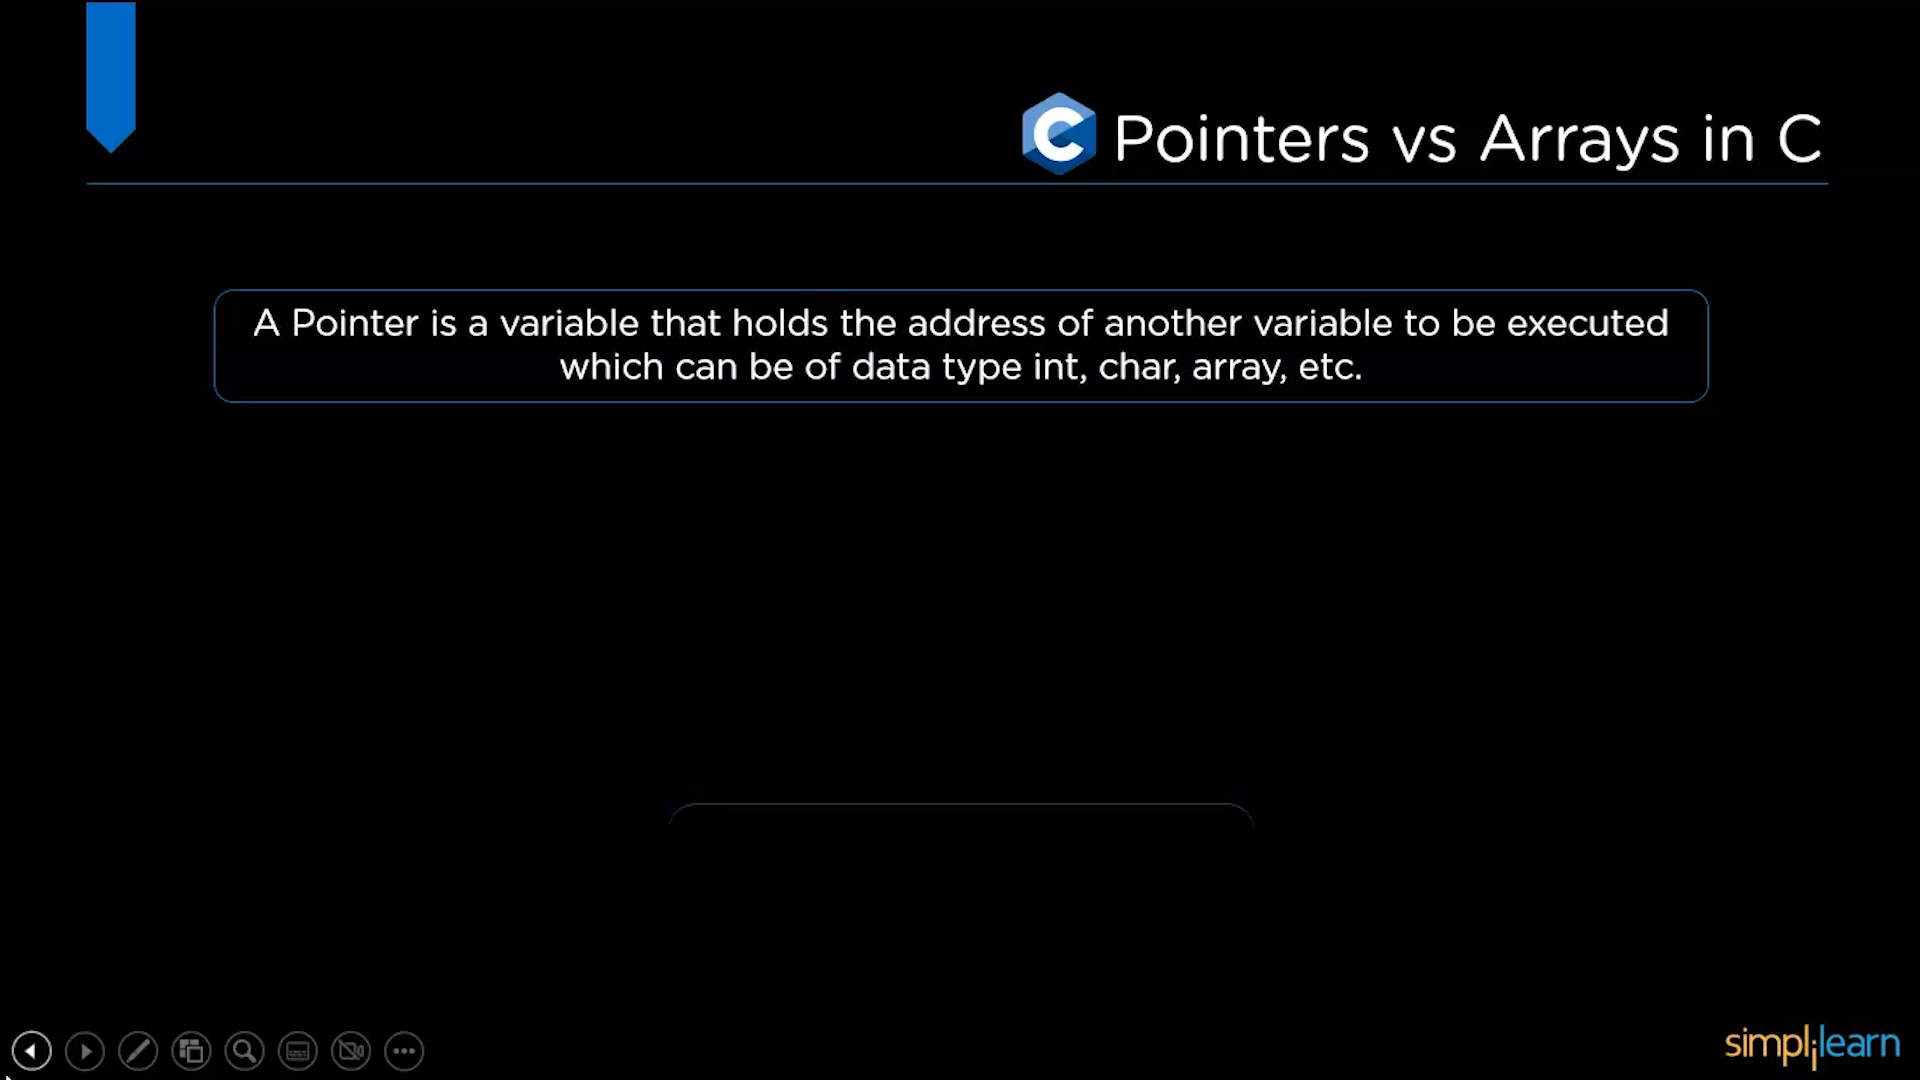 Pointers vs Arrays in C
A Pointer is a variable that holds the address of another variable to be executed
which can be of data type int, char, array, etc.
simplilearn